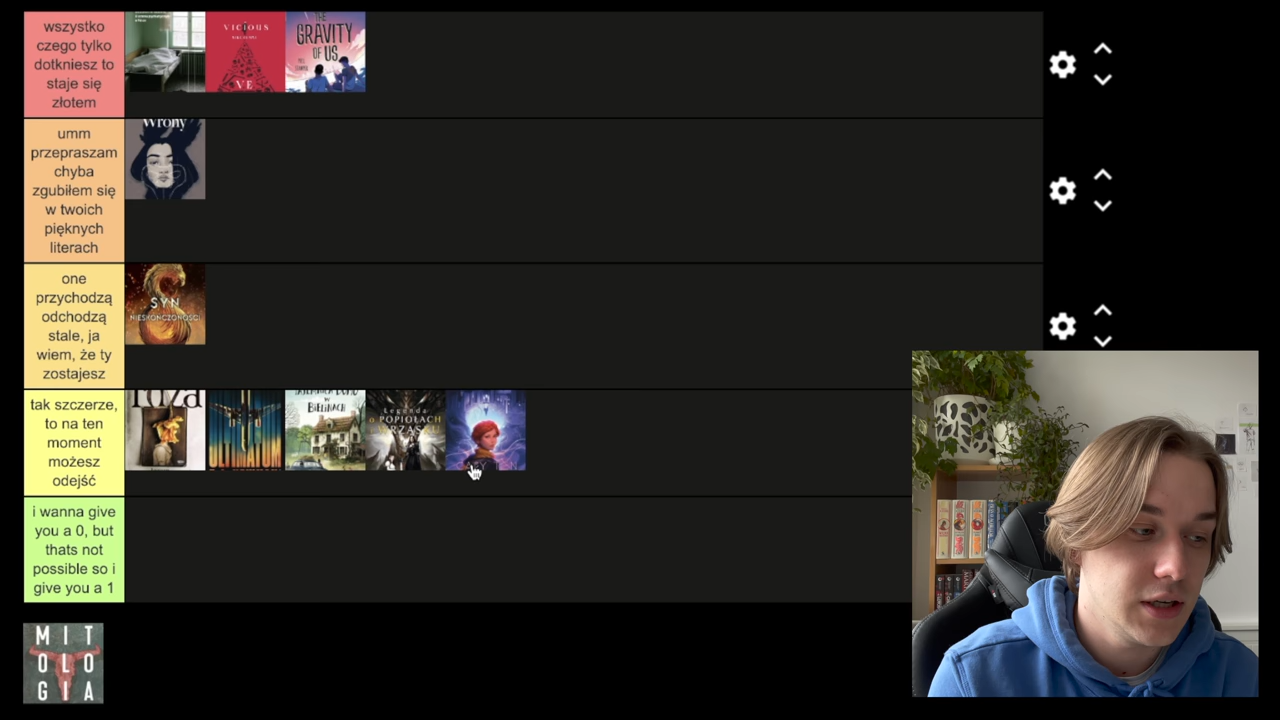 wszystko
czego tylko
dotkniesz to
staje się
złotem
VICIOUS
VE
THE
GRAVITY
OF US
umm
przepraszam
chyba
zgubiłem się
w twoich
pięknych
literach
Wrony
one
przychodzą
odchodzą
stale, ja
wiem, że ty
zostajesz
SYN
NIESKOŃCZONOŚCI
tak szczerze,
to na ten
moment
możesz
odejść
ULTIMATUM
W
BIELINACH
Legenda
o POPIOŁACH
i WRZASKU
i wanna give
you a 0, but
thats not
possible so i
give you a 1
MIT
OLO
GIA